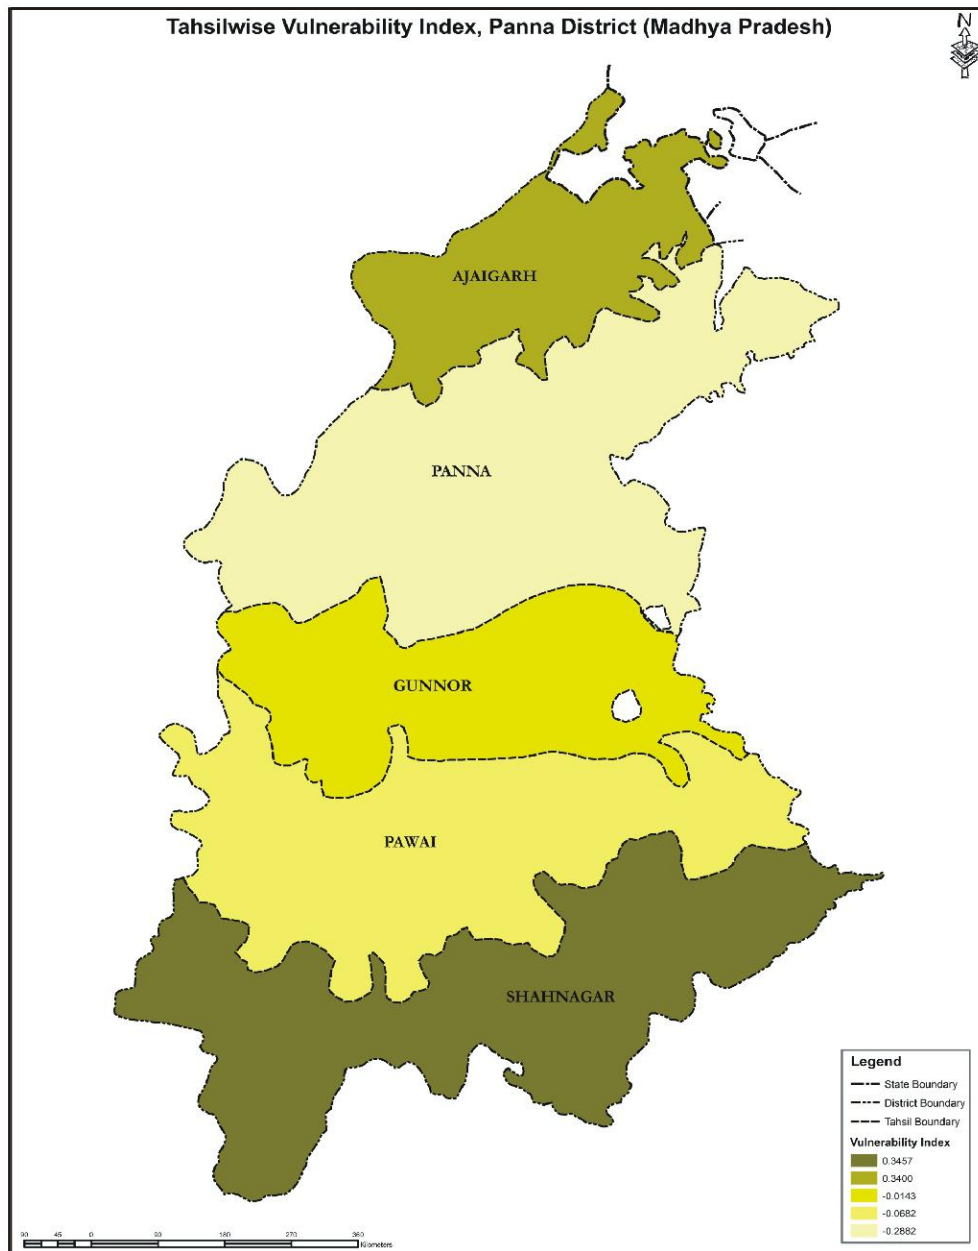 Tahsilwise Vulnerability Index, Panna District (Madhya Pradesh)
N
AJAIGARH
PANNA
GUNNOR
PAWAI
SHAHNAGAR
Legend
State Boundary
District Boundary
Tahsil Boundary
Vulnerability Index
0.3457
0.3400
-0.0143
-0.0682
-0.2882
90 45 0 90 180 270 360
Kilometers